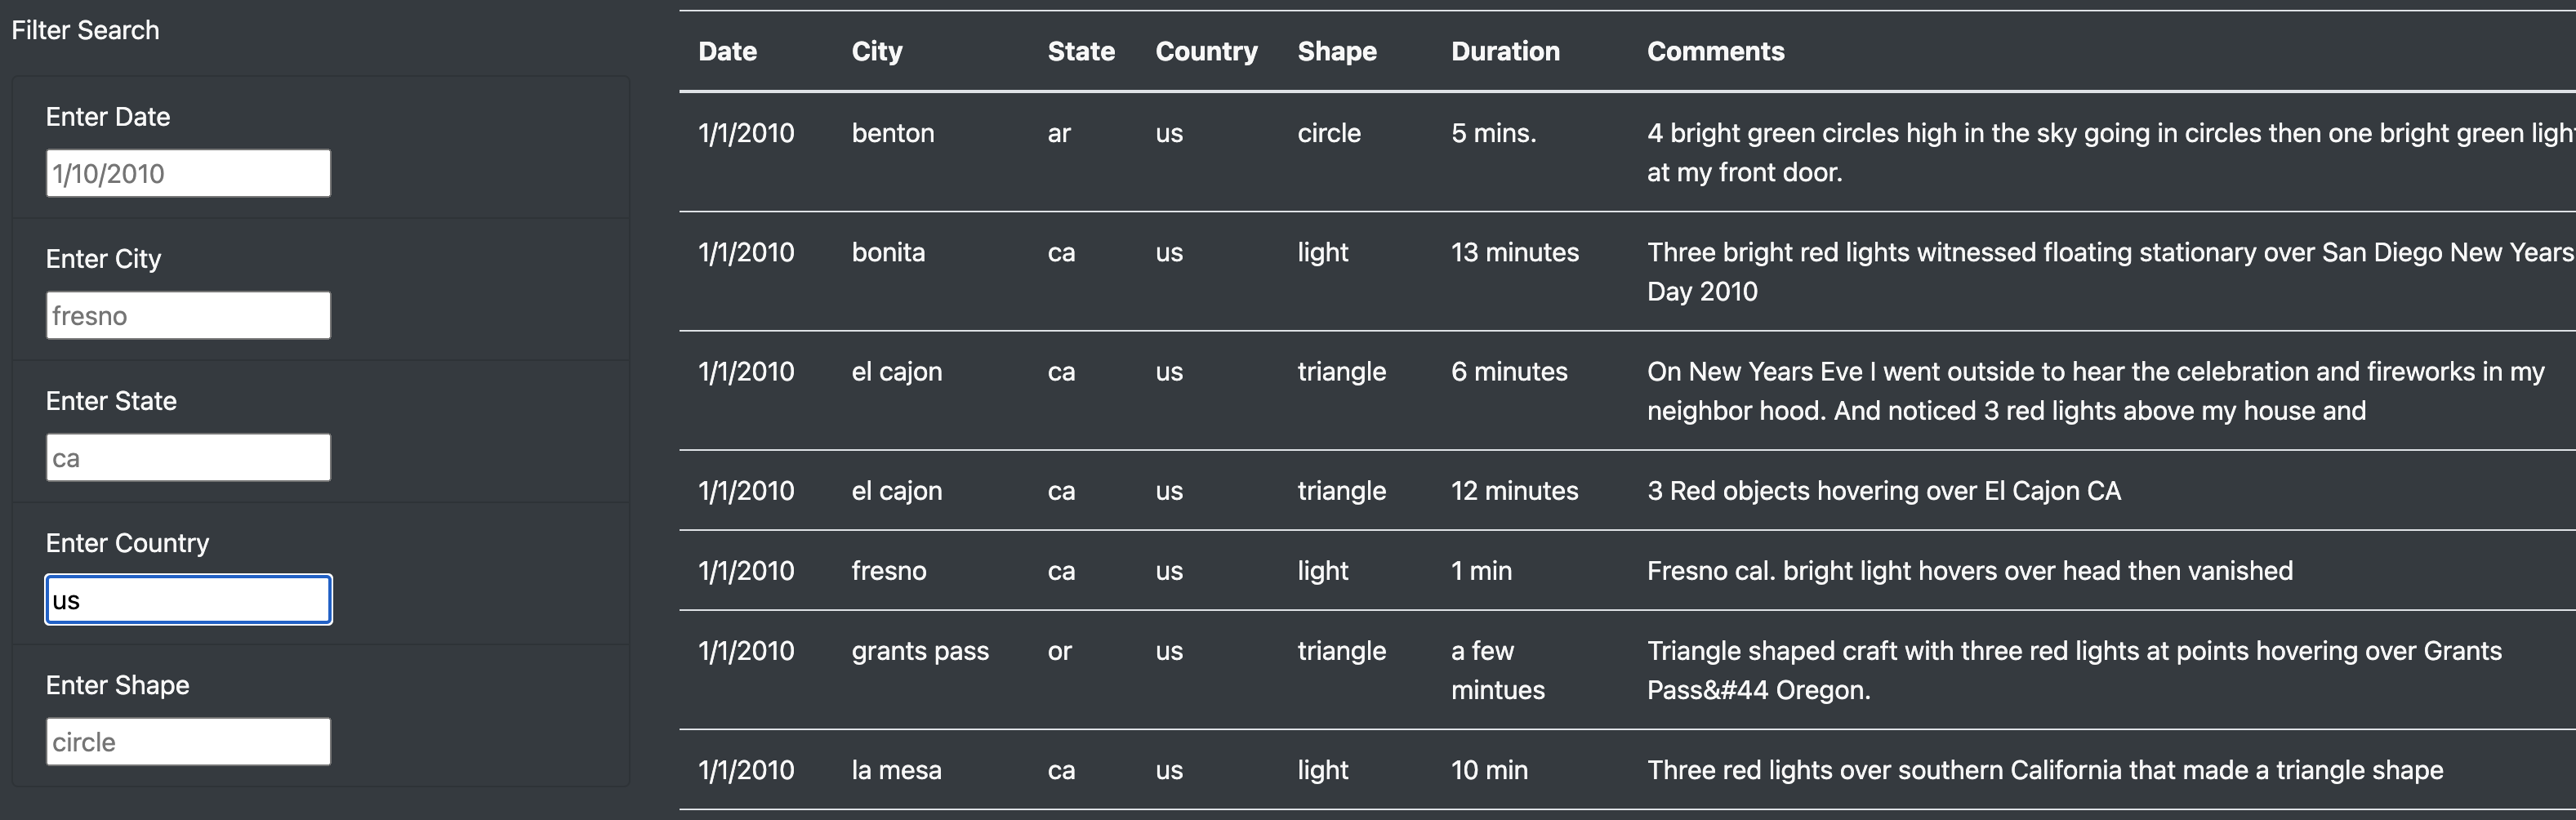 Filter Search
Enter Date
1/10/2010
Enter City
fresno
Enter State
ca
Enter Country
us
Enter Shape
circle
Date City State Country Shape Duration Comments
1/1/2010 benton ar us circle 5 mins. 4 bright green circles high in the sky going in circles then one bright green
at my front door.
1/1/2010 bonita ca us light 13 minutes Three bright red lights witnessed floating stationary over San Diego New Years
Day 2010
1/1/2010 el cajon ca us triangle 6 minutes On New Years Eve I went outside to hear the celebration and fireworks in my
neighbor hood. And noticed 3 red lights above my house and
1/1/2010 el cajon ca us triangle 12 minutes 3 Red objects hovering over El Cajon CA
1/1/2010 fresno ca us light 1 min Fresno cal. bright light hovers over head then vanished
1/1/2010 grants pass or us triangle a few Triangle shaped craft with three red lights at points hovering over Grants
mintues Pass&#44 Oregon.
1/1/2010 la mesa ca us light 10 min Three red lights over southern California that made a triangle shape